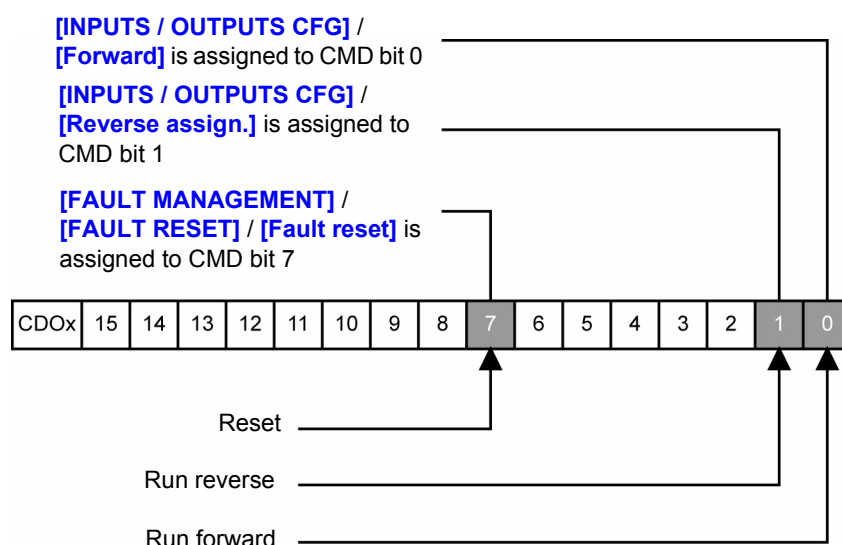 [INPUTS / OUTPUTS CFG] /
[Forward] is assigned to CMD bit 0
[INPUTS / OUTPUTS CFG] /
[Reverse assign.] is assigned to
CMD bit 1
[FAULT MANAGEMENT] /
[FAULT RESET] / [Fault reset] is
assigned to CMD bit 7
CDOx 15 14 13 12 11 10 9 8 7 6 5 4 3 2 1 0
Reset
Run reverse
Run forward